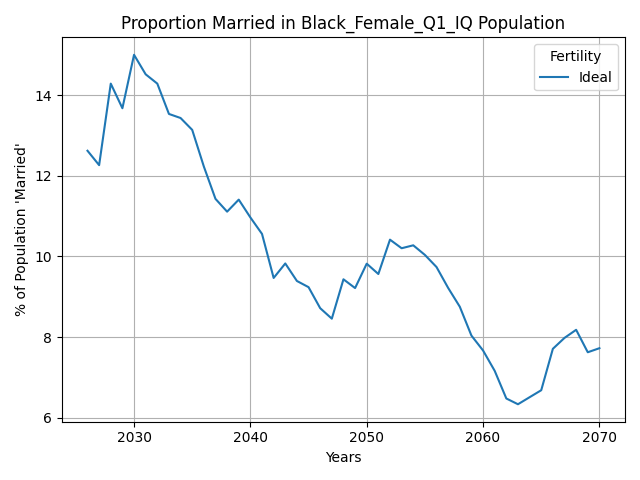 Proportion Married in Black_Female_Q1_IQ Population
Fertility
Ideal
% of Population 'Married'
14
12
10
8
6
2030 2040 2050 2060 2070
Years